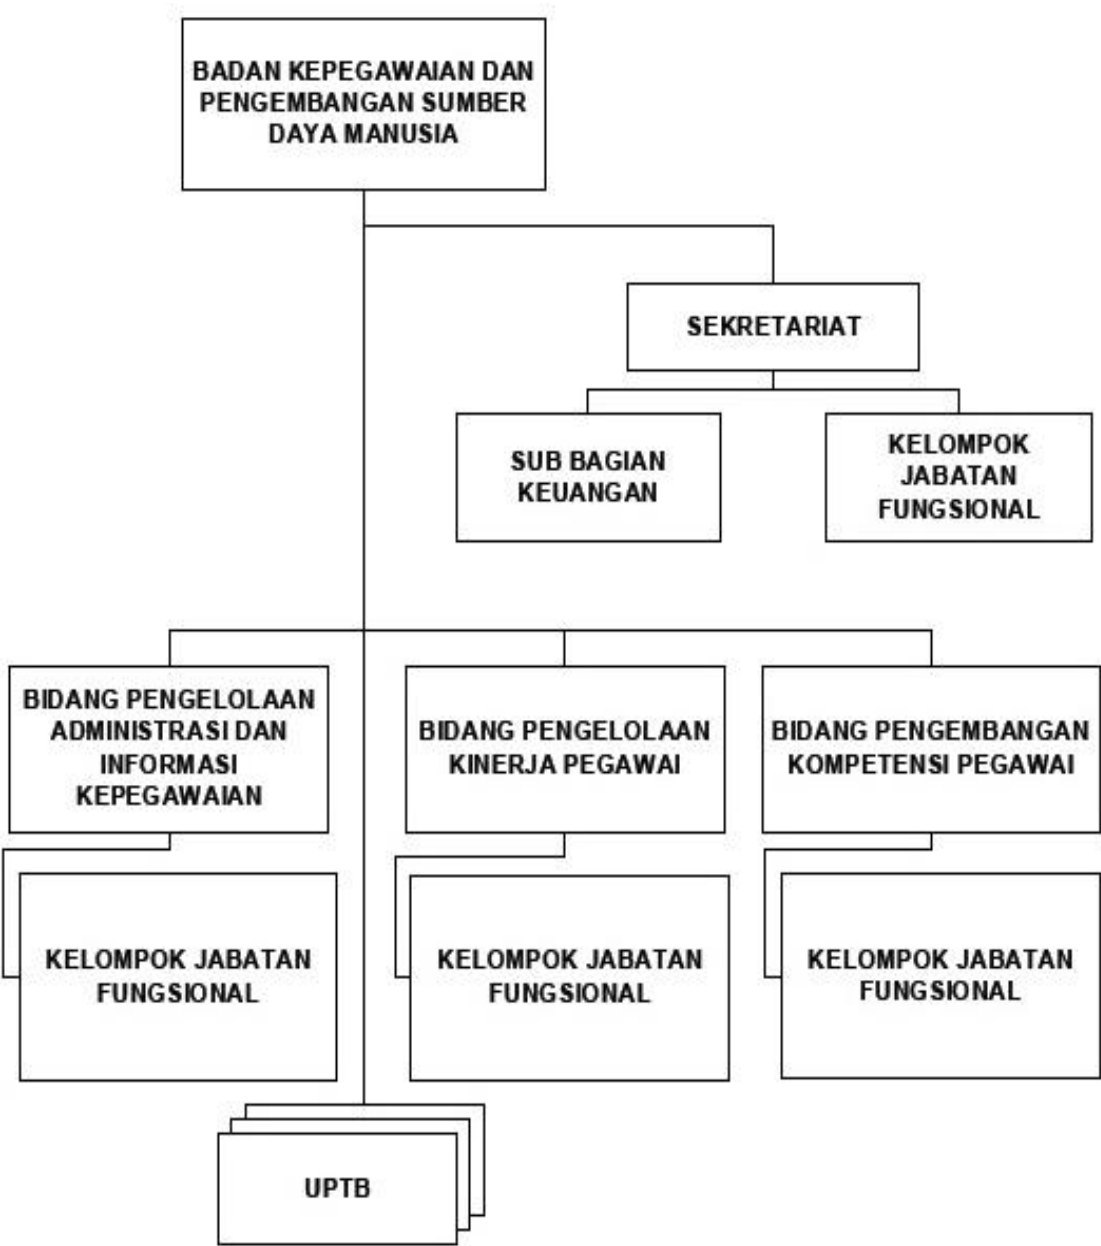 BADAN KEPEGAWAIAN DAN
PENGEMBANGAN SUMBER
DAYA MANUSIA
SEKRETARIAT
SUB BAGIAN
KEUANGAN
KELOMPOK
JABATAN
FUNGSIONAL
BIDANG PENGELOLAAN
ADMINISTRASI DAN
INFORMASI
KEPEGAWAIAN
BIDANG PENGELOLAAN
KINERJA PEGAWAI
BIDANG PENGEMBANGAN
KOMPETENSI PEGAWAI
KELOMPOK JABATAN
FUNGSIONAL
KELOMPOK JABATAN
FUNGSIONAL
KELOMPOK JABATAN
FUNGSIONAL
UPTB